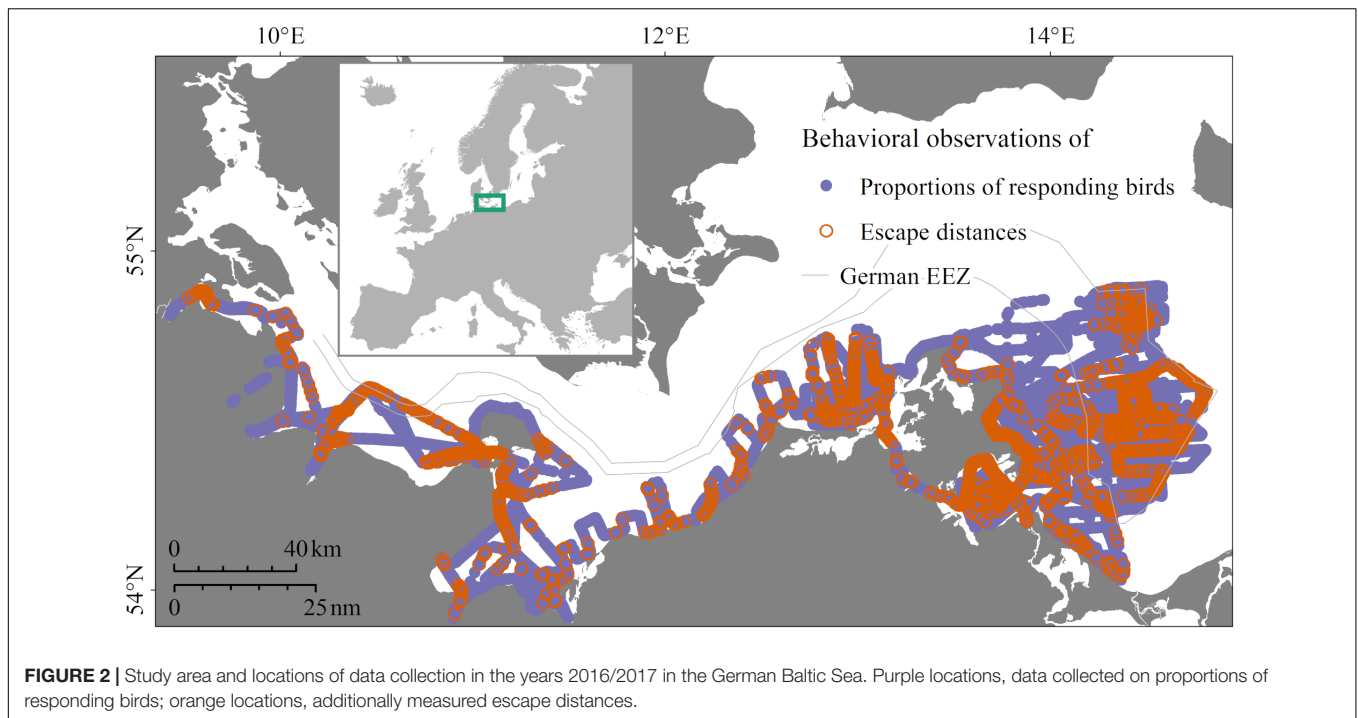 10°E 12°E 14°E
Behavioral observations of
Proportions of responding birds
Escape distances
German EEZ
55°N
54°N
0 40 km
0 25 nm
FIGURE 2 | Study area and locations of data collection in the years 2016/2017 in the German Baltic Sea. Purple locations, data collected on proportions of
responding birds; orange locations, additionally measured escape distances.